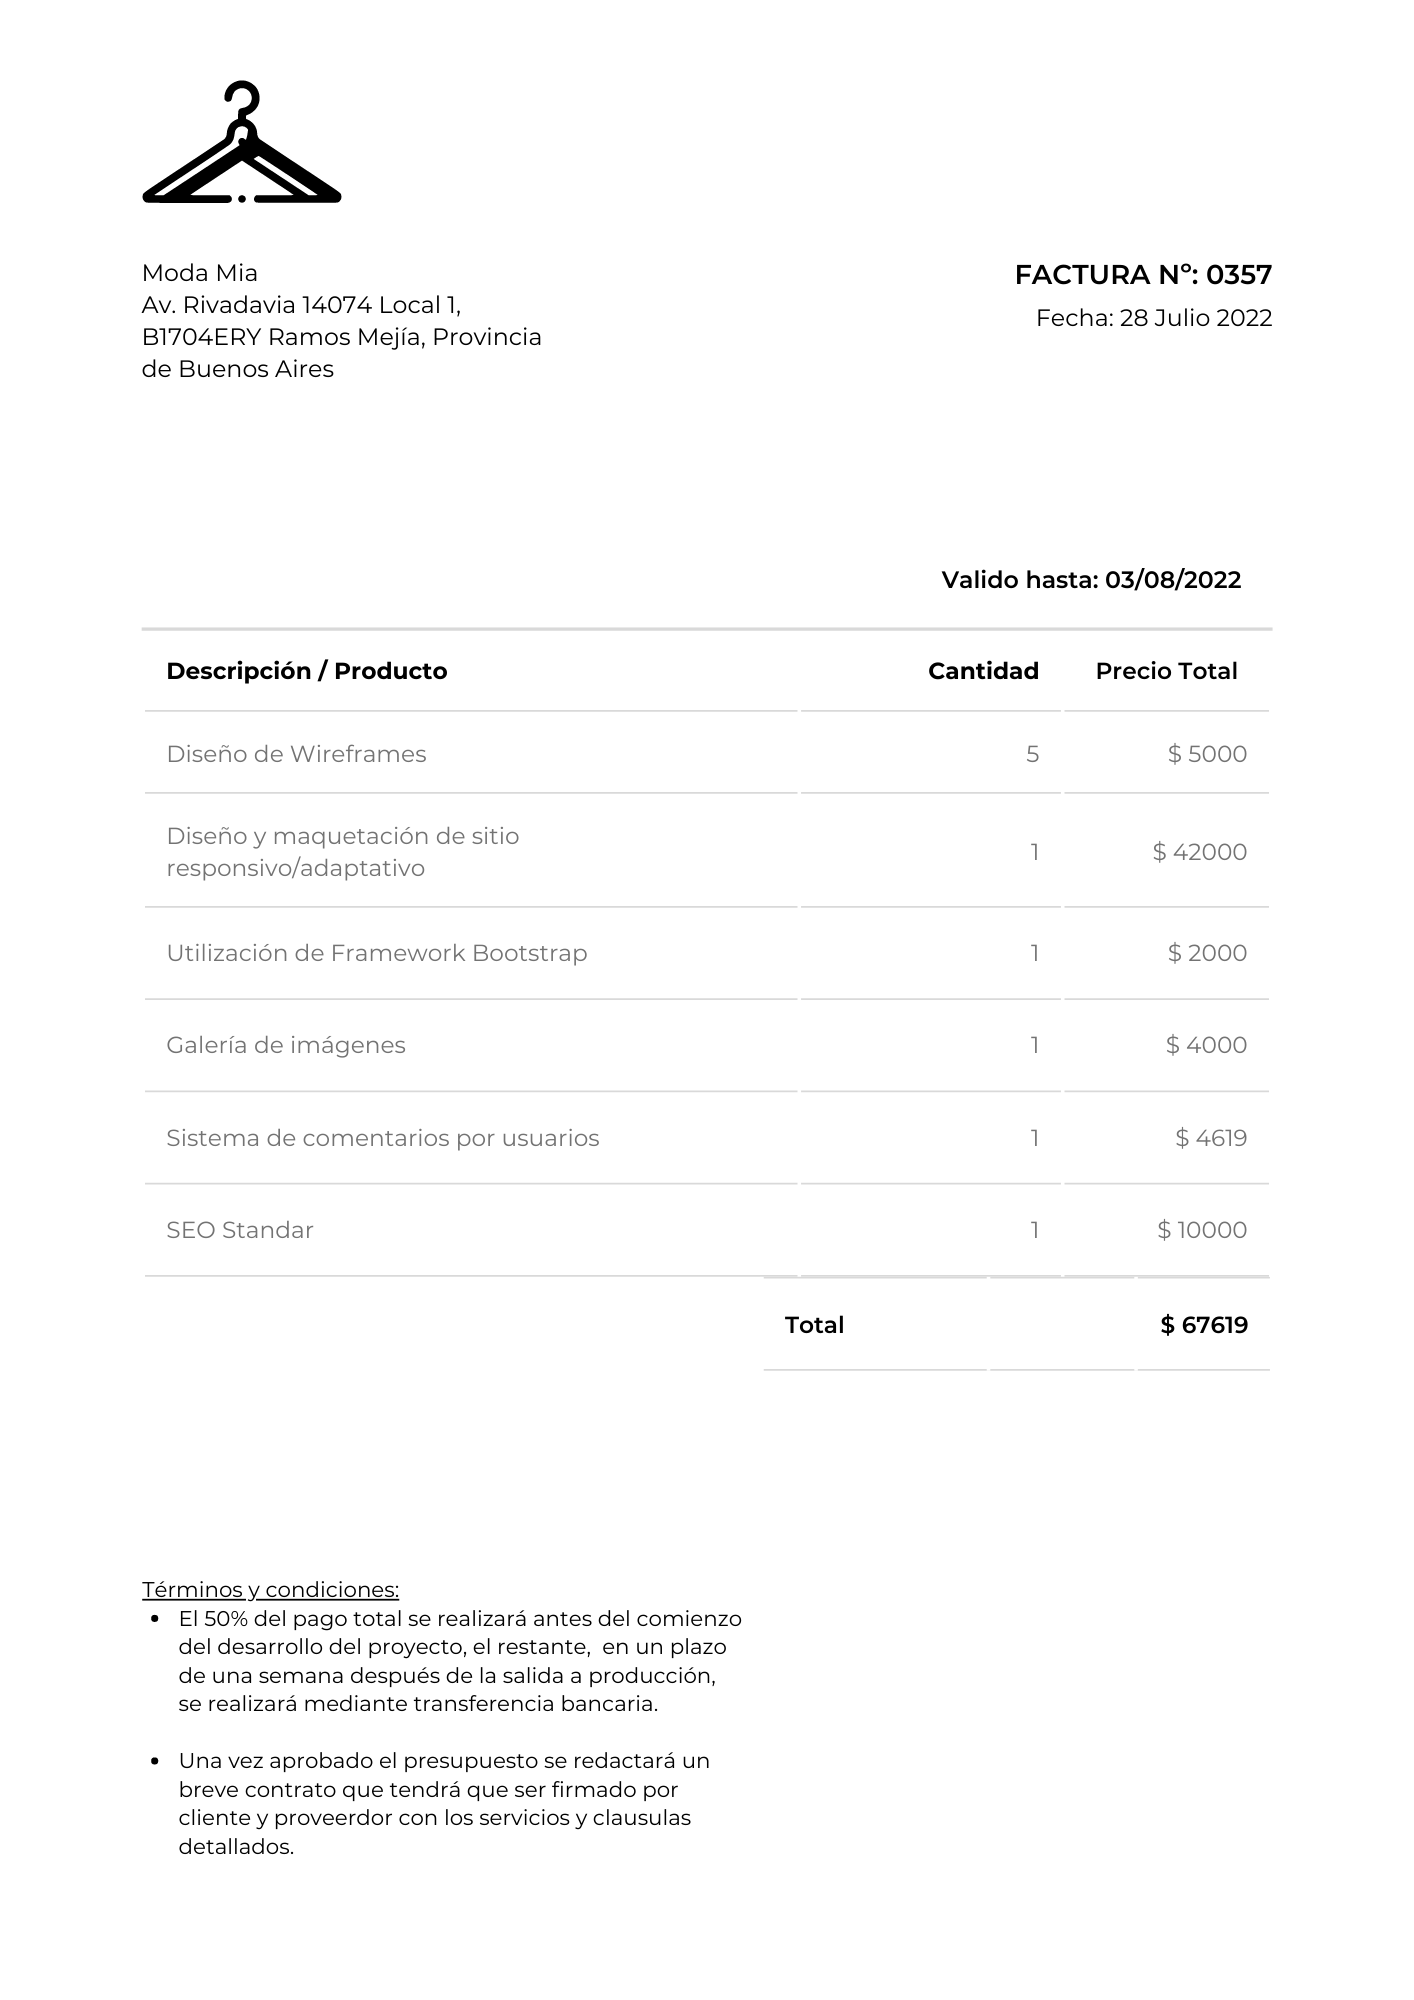 Moda Mia
Av. Rivadavia 14074 Local 1,
B1704ERY Ramos Mejía, Provincia
de Buenos Aires
FACTURA Nº: 0357
Fecha: 28 Julio 2022
Valido hasta: 03/08/2022
Descripción / Producto Cantidad Precio Total
Diseño de Wireframes 5 $ 5000
Diseño y maquetación de sitio
responsivo/adaptativo 1 $ 42000
Utilización de Framework Bootstrap 1 $ 2000
Galería de imágenes 1 $ 4000
Sistema de comentarios por usuarios 1 $ 4619
SEO Standar 1 $ 10000
Total $ 67619
Términos y condiciones:
• El 50% del pago total se realizará antes del comienzo
del desarrollo del proyecto, el restante,  en un plazo
de una semana después de la salida a producción,
se realizará mediante transferencia bancaria.
• Una vez aprobado el presupuesto se redactará un
breve contrato que tendrá que ser firmado por
cliente y proveerdor con los servicios y clausulas
detallados.